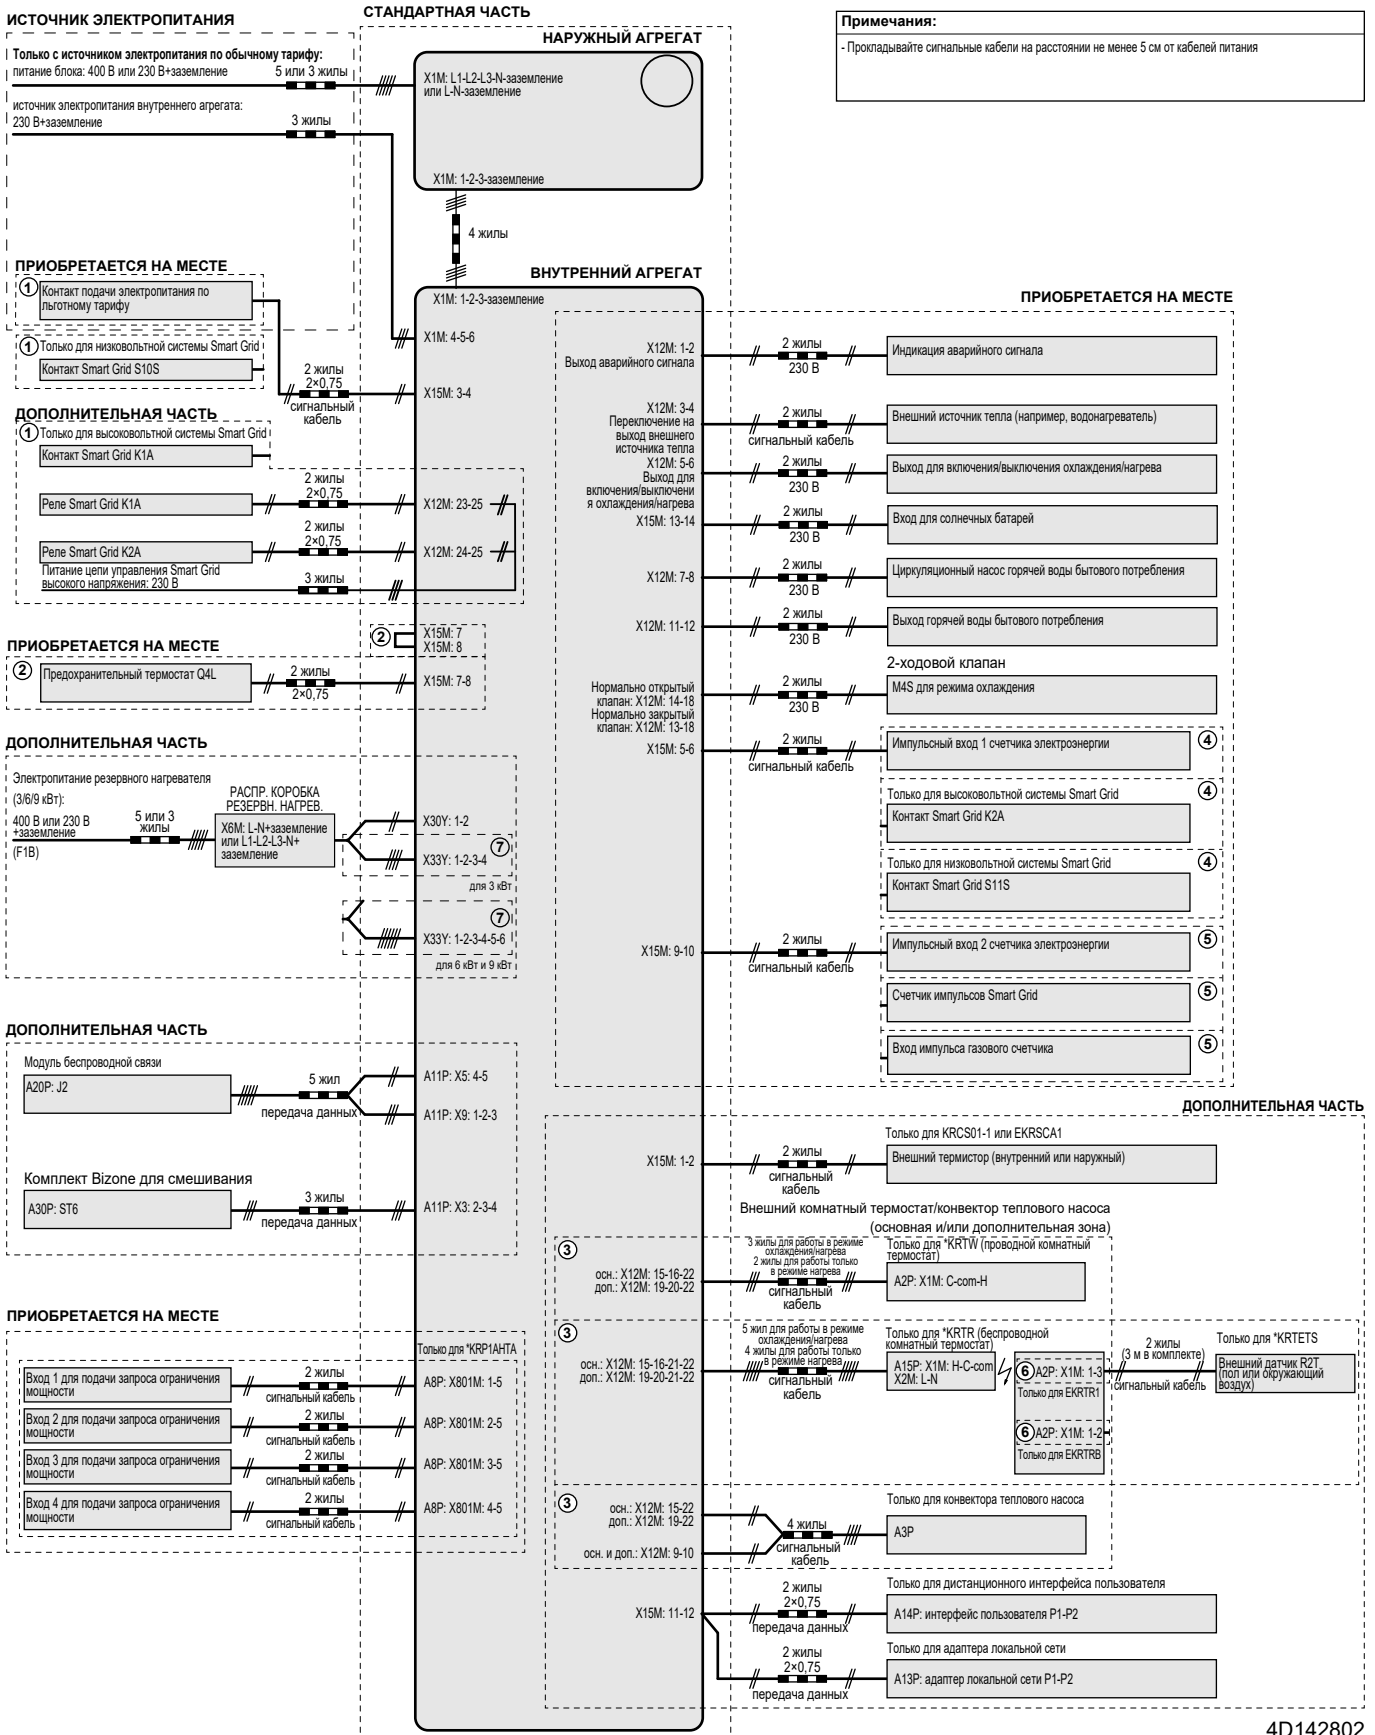 ИСТОЧНИК ЭЛЕКТРОПИТАНИЯ
Только с источником электропитания по обычному тарифу:
питание блока: 400 В или 230 В+заземление
5 или 3 жилы
источник электропитания внутреннего агрегата:
230 В+заземление
3 жилы
СТАНДАРТНАЯ ЧАСТЬ
НАРУЖНЫЙ АГРЕГАТ
X1M: L1-L2-L3-N-заземление
или L-N-заземление
X1M: 1-2-3-заземление
4 жилы
Примечания:
- Прокладывайте сигнальные кабели на расстоянии не менее 5 см от кабелей питания
ВНУТРЕННИЙ АГРЕГАТ
X1M: 1-2-3-заземление
X1M: 4-5-6
ПРИОБРЕТАЕТСЯ НА МЕСТЕ
1
Контакт подачи электропитания по
льготному тарифу
1
Только для низковольтной системы Smart Grid
Контакт Smart Grid S10S
2 жилы
2×0,75
сигнальный
кабель
X15M: 3-4
ДОПОЛНИТЕЛЬНАЯ ЧАСТЬ
1
Только для высоковольтной системы Smart Grid
Контакт Smart Grid K1A
Реле Smart Grid K1A
2 жилы
2×0,75
X12M: 23-25
Реле Smart Grid K2A
2 жилы
2×0,75
X12M: 24-25
Питание цепи управления Smart Grid
высокого напряжения: 230 В
3 жилы
2
X15M: 7
X15M: 8
ПРИОБРЕТАЕТСЯ НА МЕСТЕ
2
Предохранительный термостат Q4L
2 жилы
2×0,75
X15M: 7-8
ДОПОЛНИТЕЛЬНАЯ ЧАСТЬ
Электропитание резервного нагревателя
(3/6/9 кВт):
400 В или 230 В
+заземление
(F1B)
5 или 3
жилы
РАСПР. КОРОБКА
РЕЗЕРВН. НАГРЕВ.
X6M: L-N+заземление
или L1-L2-L3-N+
заземление
X30Y: 1-2
7
X33Y: 1-2-3-4
для 3 кВт
7
X33Y: 1-2-3-4-5-6
для 6 кВт и 9 кВт
ДОПОЛНИТЕЛЬНАЯ ЧАСТЬ
Модуль беспроводной связи
A20P: J2
5 жил
передача данных
A11P: X5: 4-5
A11P: X9: 1-2-3
Комплект Bizone для смешивания
A30P: ST6
3 жилы
передача данных
A11P: X3: 2-3-4
ПРИОБРЕТАЕТСЯ НА МЕСТЕ
Только для *KRP1AHTA
Вход 1 для подачи запроса ограничения
мощности
2 жилы
сигнальный кабель
A8P: X801M: 1-5
Вход 2 для подачи запроса ограничения
мощности
2 жилы
сигнальный кабель
A8P: X801M: 2-5
Вход 3 для подачи запроса ограничения
мощности
2 жилы
сигнальный кабель
A8P: X801M: 3-5
Вход 4 для подачи запроса ограничения
мощности
2 жилы
сигнальный кабель
A8P: X801M: 4-5
ПРИОБРЕТАЕТСЯ НА МЕСТЕ
X12M: 1-2
Выход аварийного сигнала
2 жилы
230 В
Индикация аварийного сигнала
X12M: 3-4
Переключение на
выход внешнего
источника тепла
2 жилы
сигнальный кабель
Внешний источник тепла (например, водонагреватель)
X12M: 5-6
Выход для
включения/выключени
я охлаждения/нагрева
2 жилы
230 В
Выход для включения/выключения охлаждения/нагрева
X15M: 13-14
2 жилы
230 В
Вход для солнечных батарей
X12M: 7-8
2 жилы
230 В
Циркуляционный насос горячей воды бытового потребления
X12M: 11-12
2 жилы
230 В
Выход горячей воды бытового потребления
2-ходовой клапан
Нормально открытый
клапан: X12M: 14-18
Нормально закрытый
клапан: X12M: 13-18
2 жилы
230 В
M4S для режима охлаждения
X15M: 5-6
2 жилы
сигнальный кабель
Импульсный вход 1 счетчика электроэнергии
4
Только для высоковольтной системы Smart Grid
4
Контакт Smart Grid K2A
Только для низковольтной системы Smart Grid
4
Контакт Smart Grid S11S
X15M: 9-10
2 жилы
сигнальный кабель
Импульсный вход 2 счетчика электроэнергии
5
Счетчик импульсов Smart Grid
5
Вход импульса газового счетчика
5
ДОПОЛНИТЕЛЬНАЯ ЧАСТЬ
Только для KRCS01-1 или EKRSCA1
X15M: 1-2
2 жилы
сигнальный
кабель
Внешний термистор (внутренний или наружный)
Внешний комнатный термостат/конвектор теплового насоса
(основная и/или дополнительная зона)
3
осн.: X12M: 15-16-22
доп.: X12M: 19-20-22
3 жилы для работы в режиме
охлаждения/нагрева
2 жилы для работы только
в режиме нагрева
сигнальный
кабель
Только для *KRTW (проводной комнатный
термостат)
A2P: X1M: C-com-H
3
осн.: X12M: 15-16-21-22
доп.: X12M: 19-20-21-22
5 жил для работы в режиме
охлаждения/нагрева
4 жилы для работы только
в режиме нагрева
сигнальный
кабель
Только для *KRTR (беспроводной
комнатный термостат)
A15P: X1M: H-C-com
X2M: L-N
6
A2P: X1M: 1-3
Только для EKRTR1
6
A2P: X1M: 1-2
Только для EKRTRB
2 жилы
(3 м в комплекте)
сигнальный кабель
Только для *KRTETS
Внешний датчик R2T
(пол или окружающий
воздух)
3
осн.: X12M: 15-22
доп.: X12M: 19-22
осн. и доп.: X12M: 9-10
4 жилы
сигнальный
кабель
Только для конвектора теплового насоса
A3P
X15M: 11-12
2 жилы
2×0,75
передача данных
Только для дистанционного интерфейса пользователя
A14P: интерфейс пользователя P1-P2
2 жилы
2×0,75
передача данных
Только для адаптера локальной сети
A13P: адаптер локальной сети P1-P2
4D142802